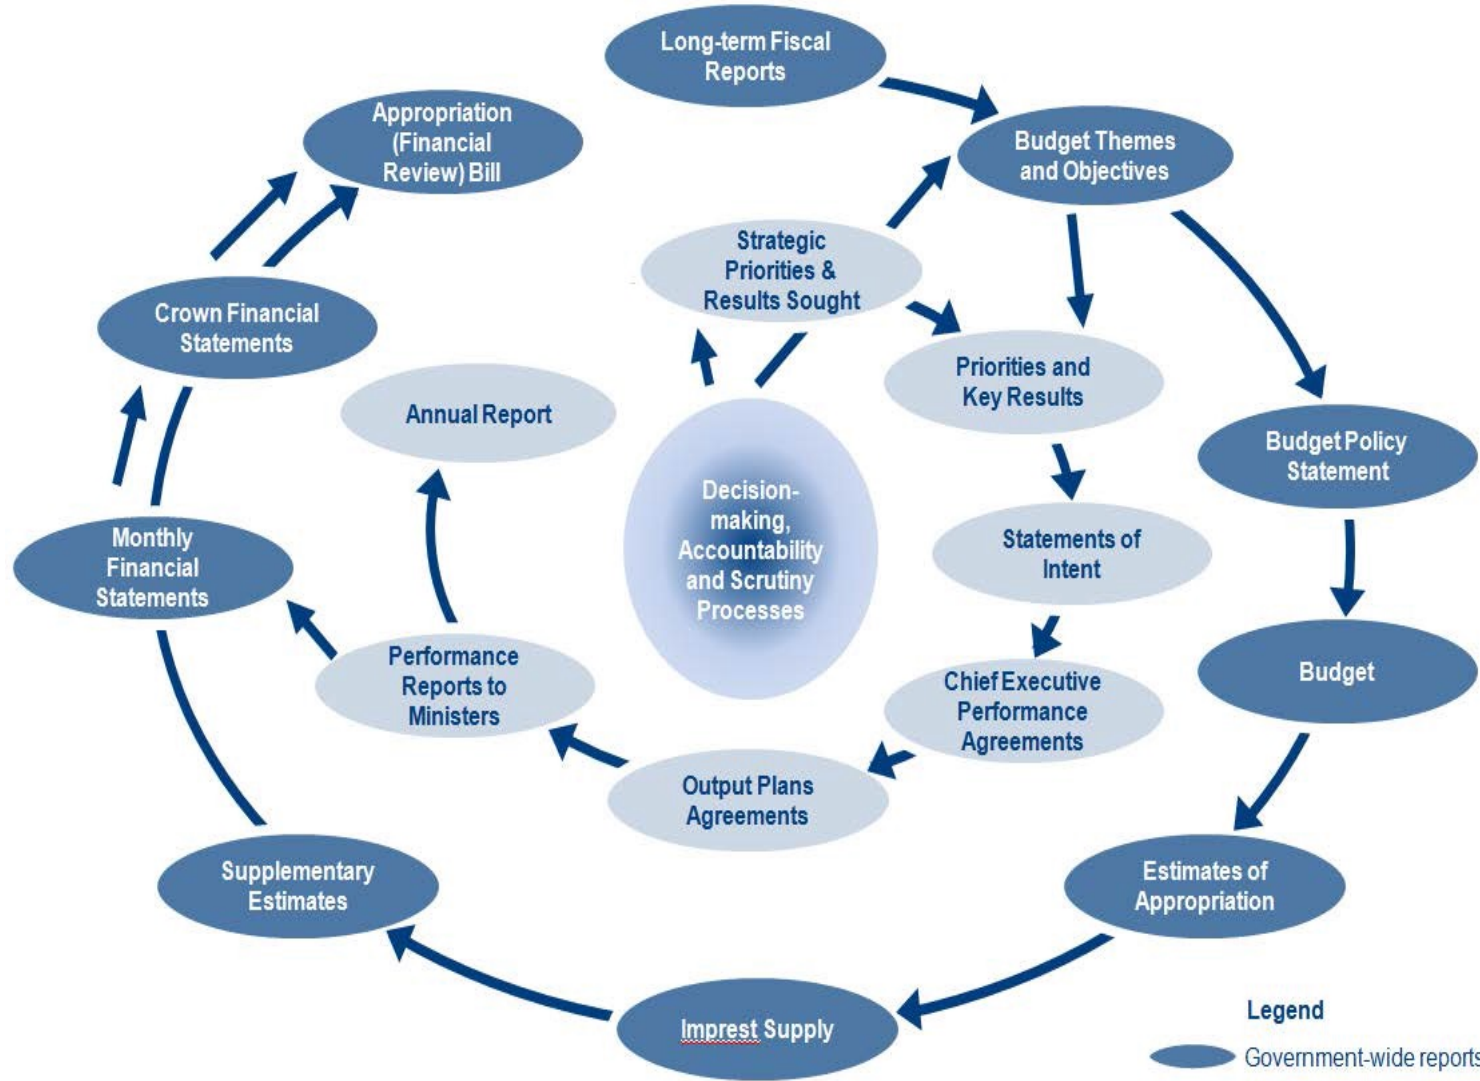 Long-term Fiscal
Reports
Appropriation
(Financial
Review) Bill
Budget Themes
and Objectives
Strategic
Priorities &
Results Sought
Crown Financial
Statements
Priorities and
Key Results
Annual Report
Budget Policy
Statement
Decision-
making,
Accountability
and Scrutiny
Processes
Statements of
Intent
Monthly
Financial
Statements
Performance
Reports to
Ministers
Chief Executive
Performance
Agreements
Budget
Output Plans
Agreements
Supplementary
Estimates
Estimates of
Appropriation
Imprest Supply
Legend
Government-wide reports